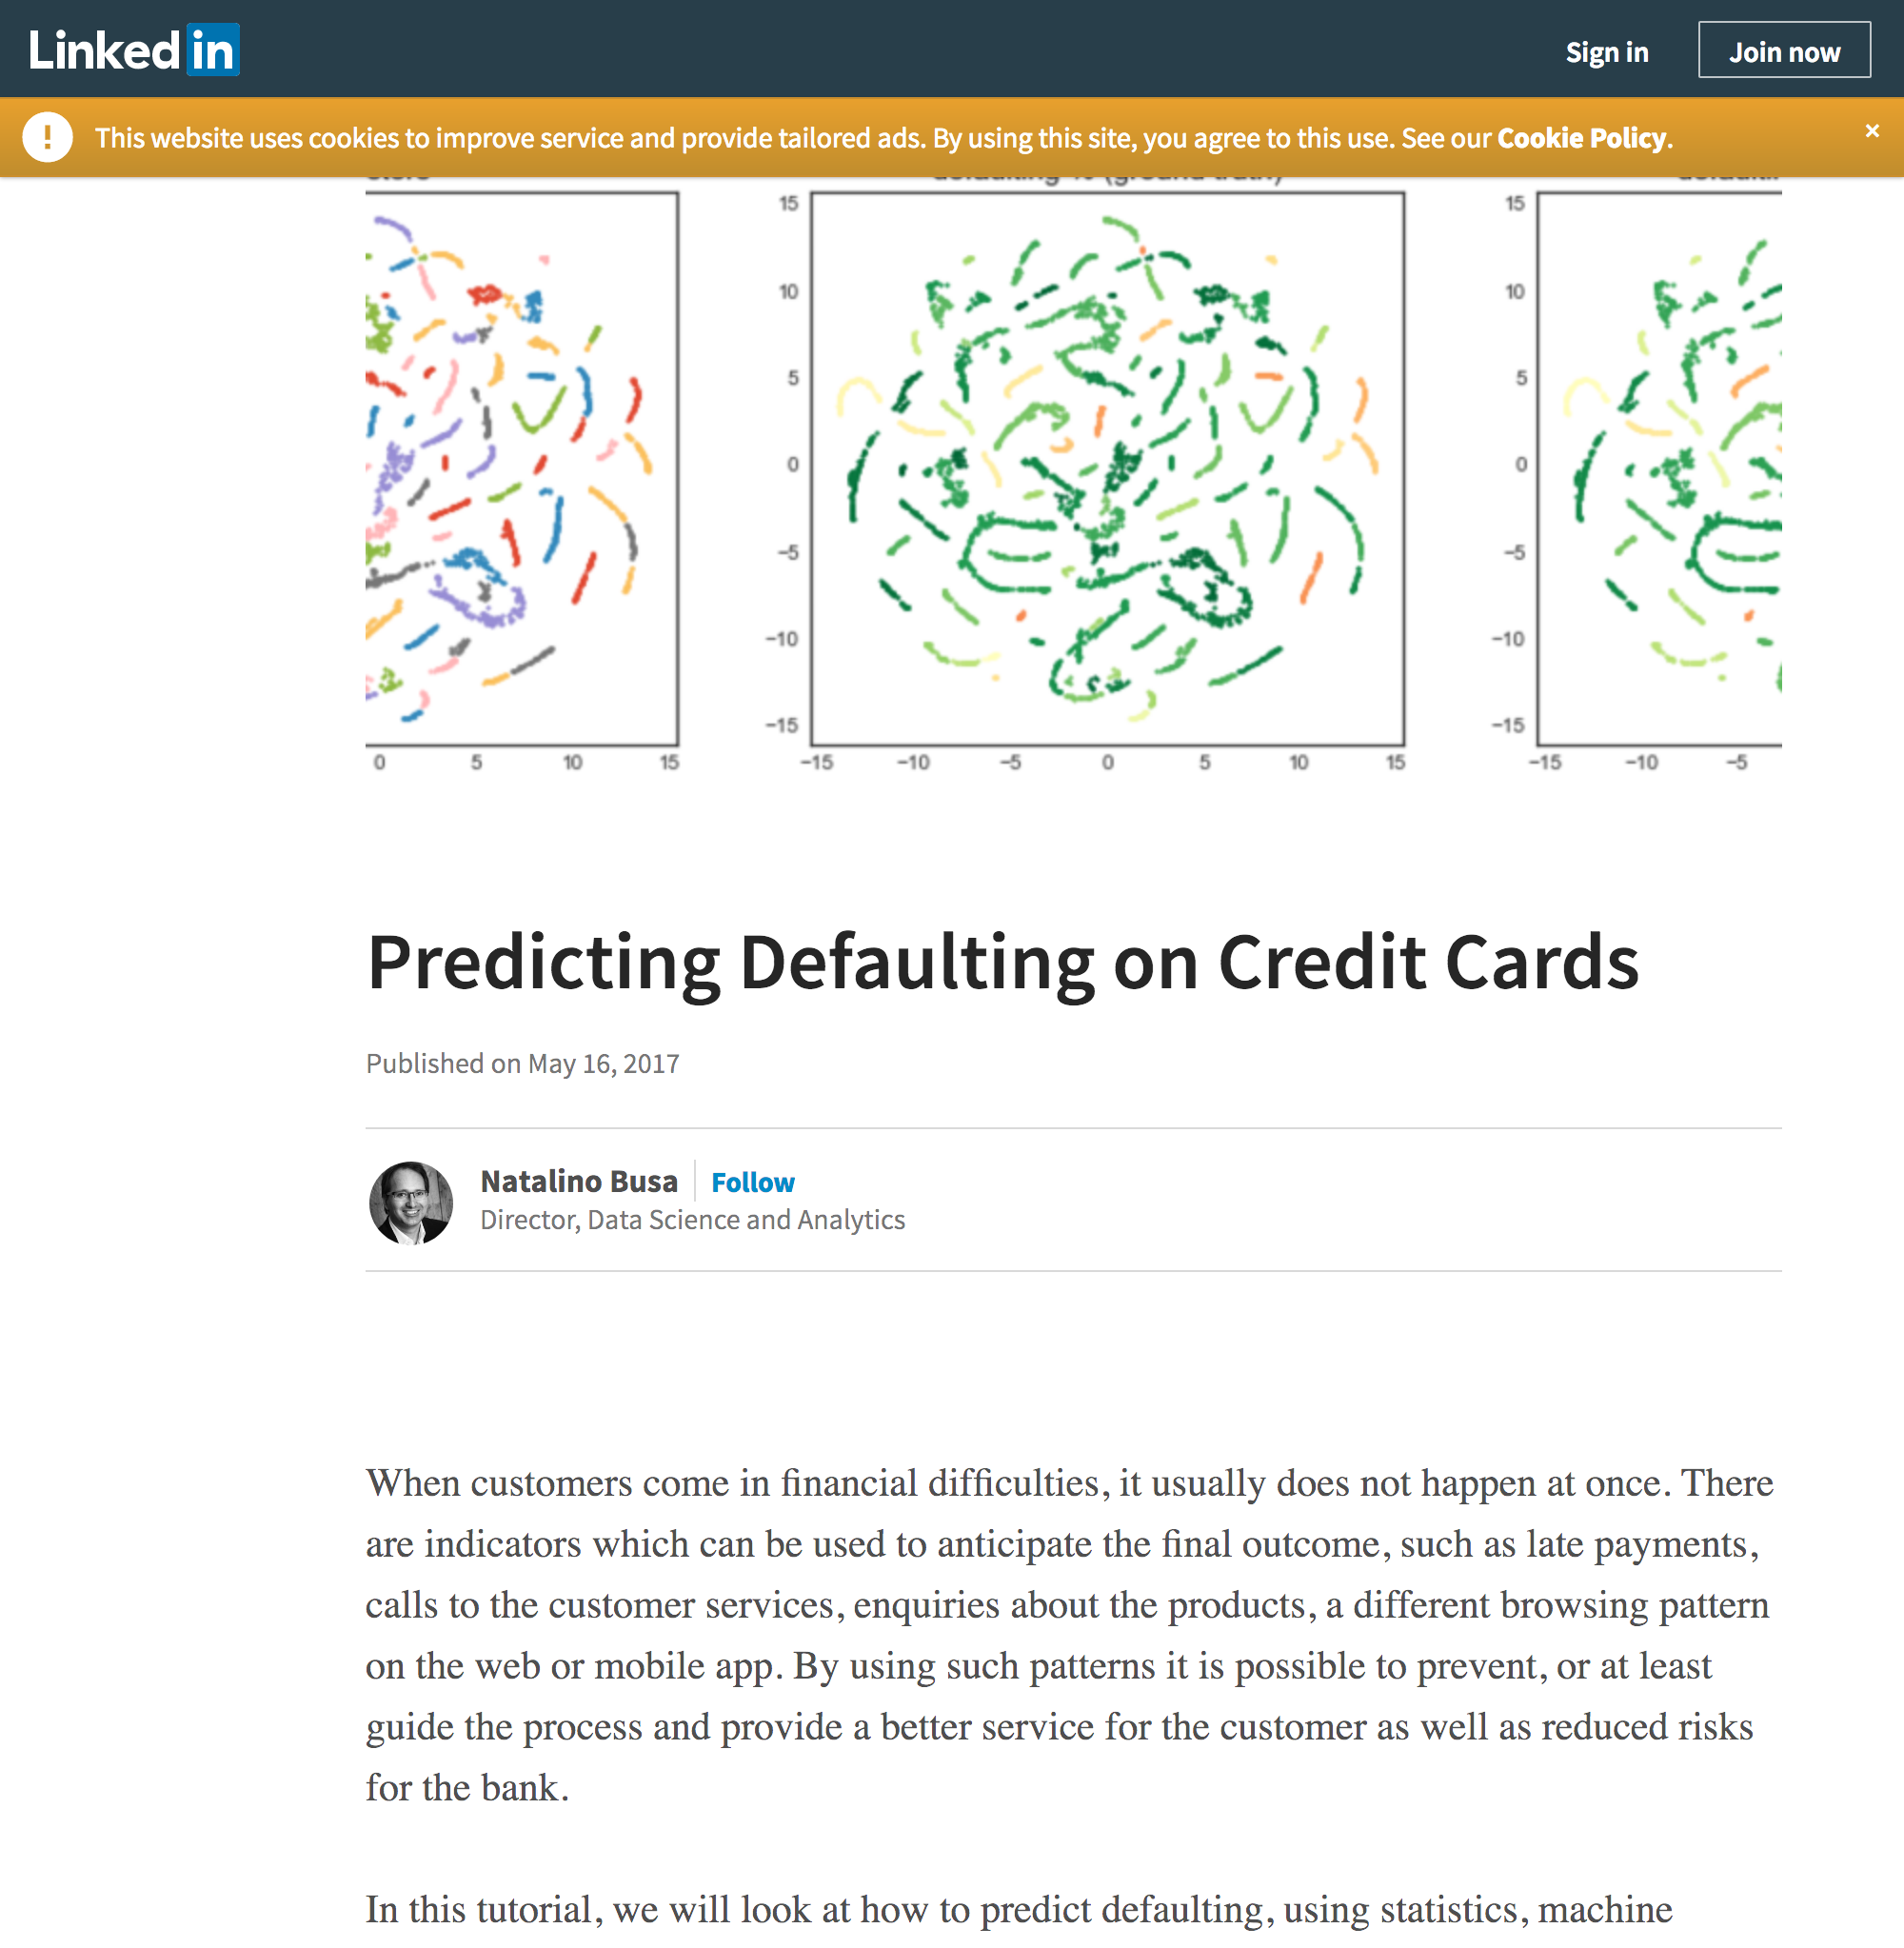 Linked in
Sign in
Join now
! This website uses cookies to improve service and provide tailored ads. By using this site, you agree to this use. See our Cookie Policy. ×
15
15
10
10
5
5
0
0
−5
−5
−10
−10
−15
−15
0 5 10 15 −15 −10 −5 0 5 10 15 −15 −10 −5
Predicting Defaulting on Credit Cards
Published on May 16, 2017
Natalino Busa
Follow
Director, Data Science and Analytics
When customers come in financial difficulties, it usually does not happen at once. There
are indicators which can be used to anticipate the final outcome, such as late payments,
calls to the customer services, enquiries about the products, a different browsing pattern
on the web or mobile app. By using such patterns it is possible to prevent, or at least
guide the process and provide a better service for the customer as well as reduced risks
for the bank.
In this tutorial, we will look at how to predict defaulting, using statistics, machine